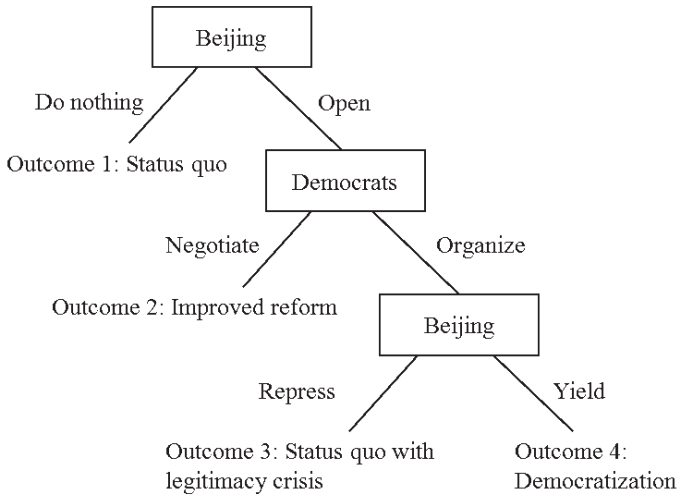 Beijing
Do nothing
Open
Outcome 1: Status quo
Democrats
Negotiate
Organize
Outcome 2: Improved reform
Beijing
Repress
Yield
Outcome 3: Status quo with
legitimacy crisis
Outcome 4:
Democratization